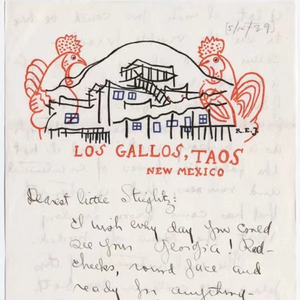 [5/12/29]
R.E.J.
LOS GALLOS, TAOS
NEW MEXICO
Dearest little Stieglitz:
I wish every day you could
see your Georgia! Red-
cheeks, round face and
ready for anything—